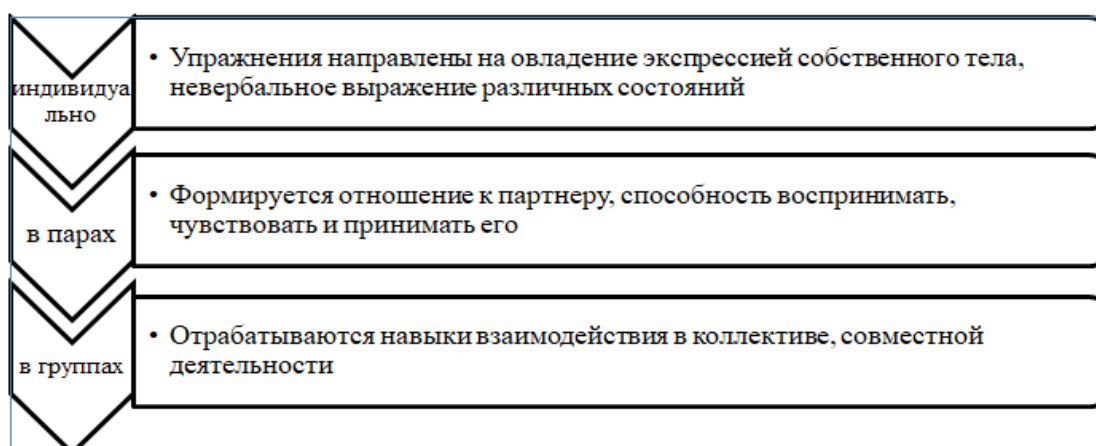 индивидуа
льно
• Упражнения направлены на овладение экспрессией собственного тела,
невербальное выражение различных состояний
в парах
• Формируется отношение к партнеру, способность воспринимать,
чувствовать и принимать его
в группах
• Отрабатываются навыки взаимодействия в коллективе, совместной
деятельности